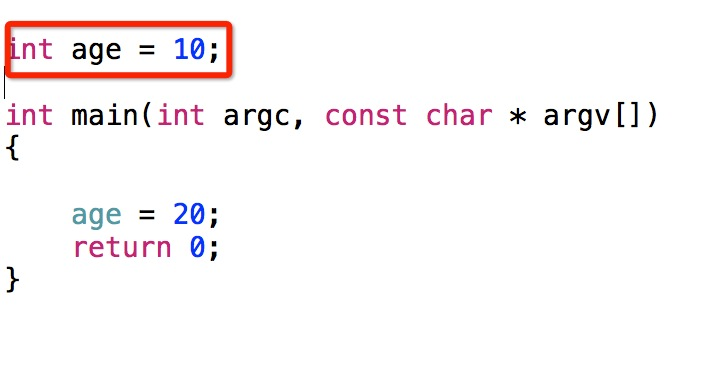 int age = 10;
int main(int argc, const char * argv[])
{
age = 20;
return 0;
}